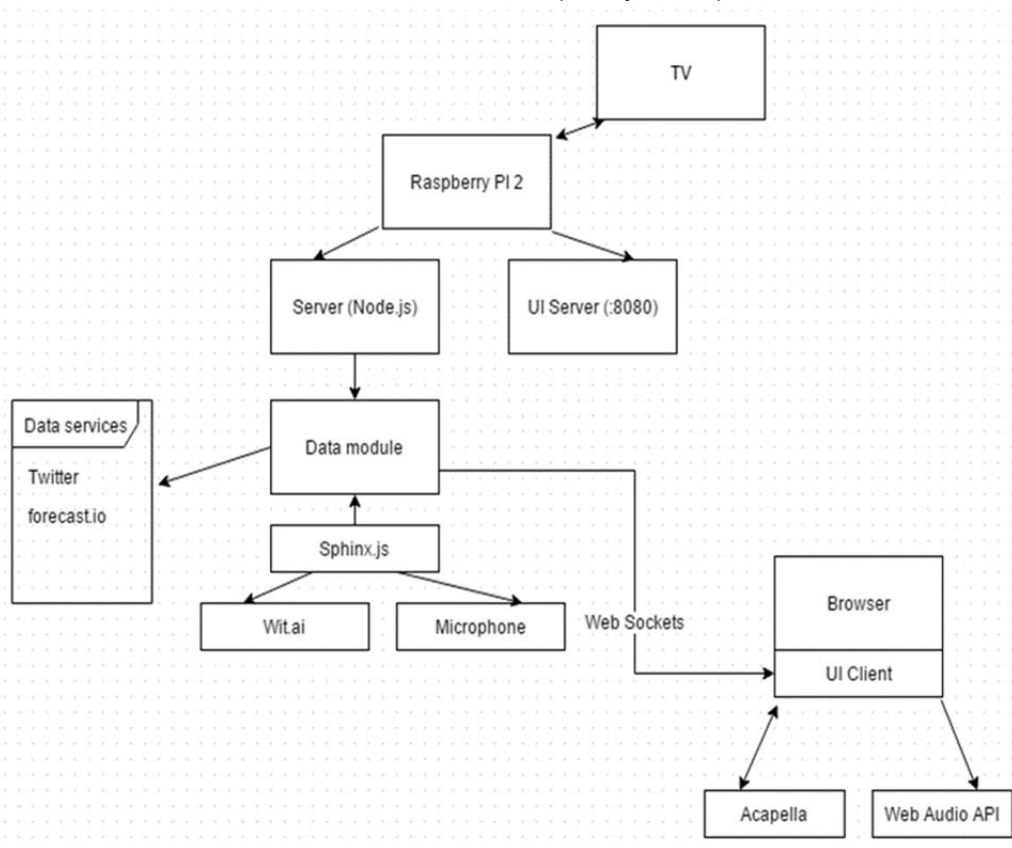 TV
Raspberry PI 2
Server (Node.js)
UI Server (:8080)
Data services
Twitter
forecast.io
Data module
Sphinx.js
Wit.ai
Microphone
Web Sockets
Browser
UI Client
Acapella
Web Audio API